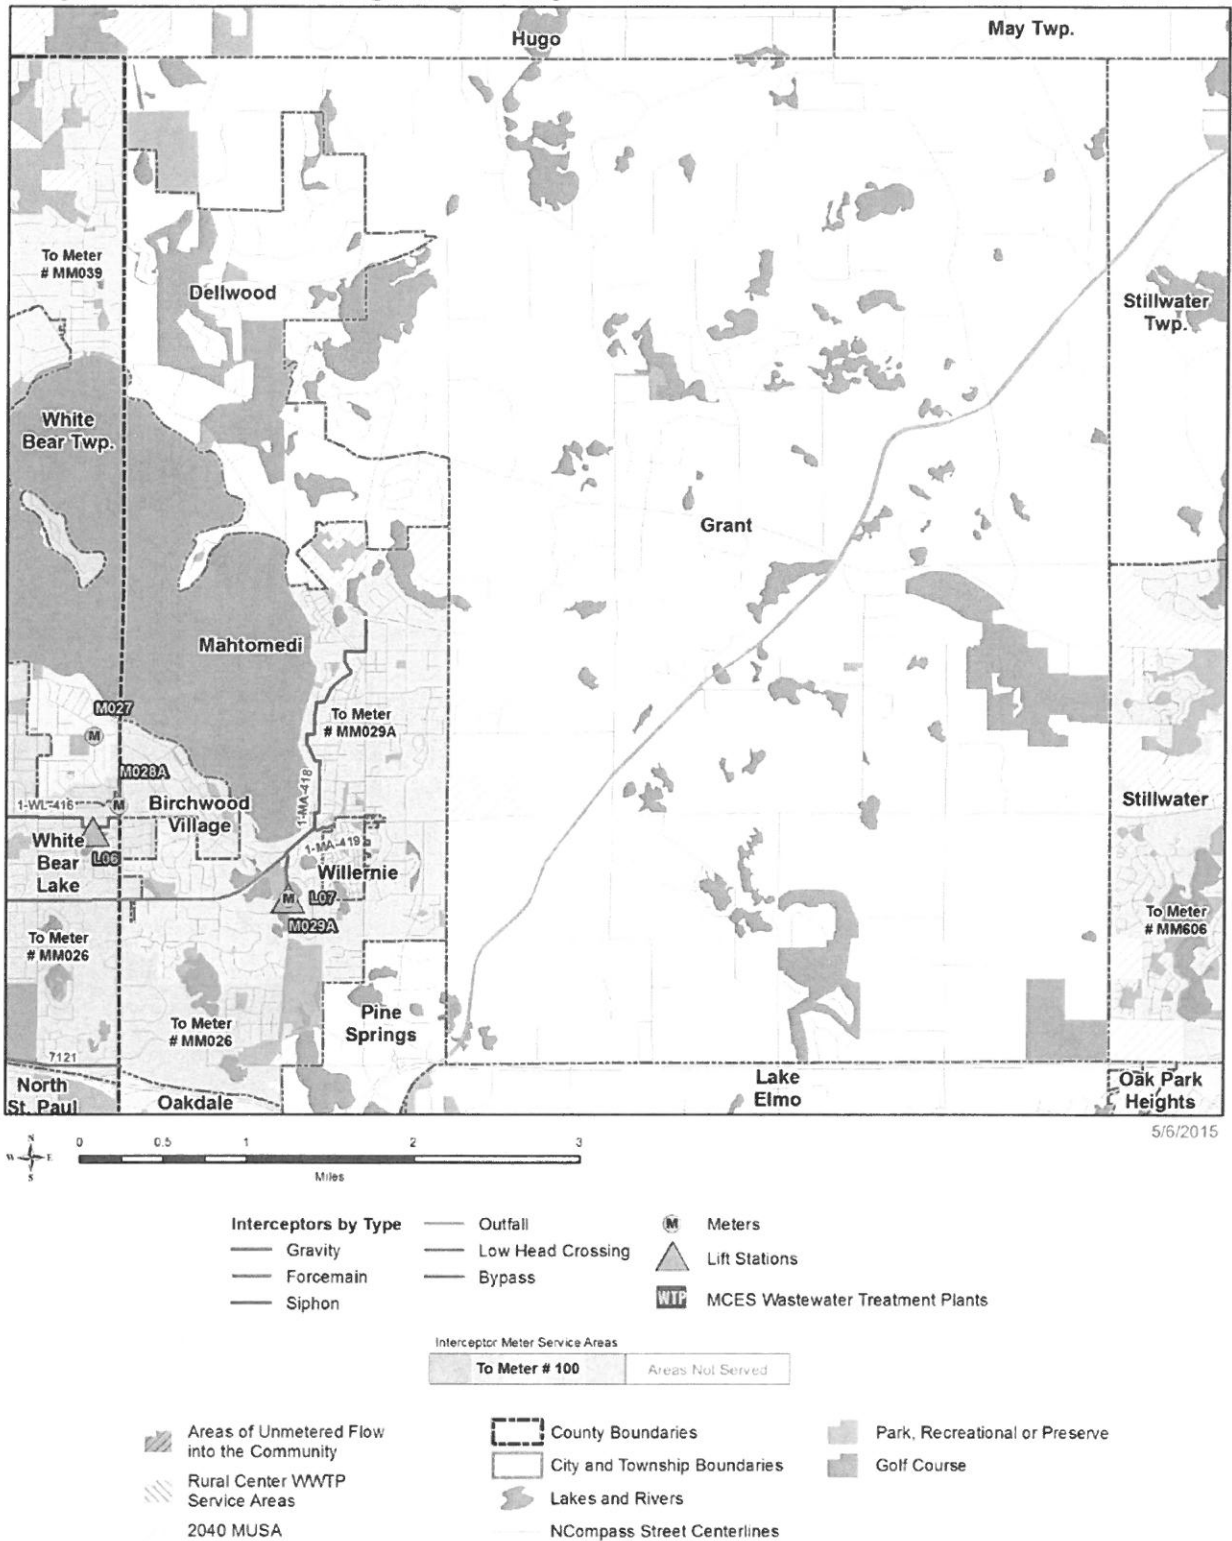 Hugo
May Twp.
To Meter
# MM039
Dellwood
Stillwater
Twp.
White
Bear Twp.
Grant
Mahtomedi
M027
To Meter
# MM029A
M
M028A
1-MA-418
1-WL-416
M
Birchwood
Village
Stillwater
White
Bear
Lake
L06
1-MA-419
Willernie
M
L07
M029A
To Meter
# MM026
To Meter
# MM606
To Meter
# MM026
Pine
Springs
7121
North
St. Paul
Oakdale
Lake
Elmo
Oak Park
Heights
5/6/2015
N
W E
S
0 0.5 1 2 3
Miles
Interceptors by Type
Gravity
Forcemain
Siphon
Outfall
Low Head Crossing
Bypass
M Meters
Lift Stations
WTP MCES Wastewater Treatment Plants
Interceptor Meter Service Areas
To Meter # 100
Areas Not Served
Areas of Unmetered Flow
into the Community
Rural Center WWTP
Service Areas
2040 MUSA
County Boundaries
City and Township Boundaries
Lakes and Rivers
NCompass Street Centerlines
Park, Recreational or Preserve
Golf Course